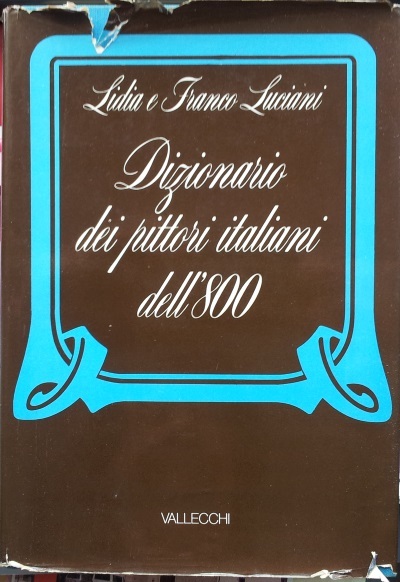 Lidia e Franco Luciani
Dizionario
dei pittori italiani
dell'800
VALLECCHI